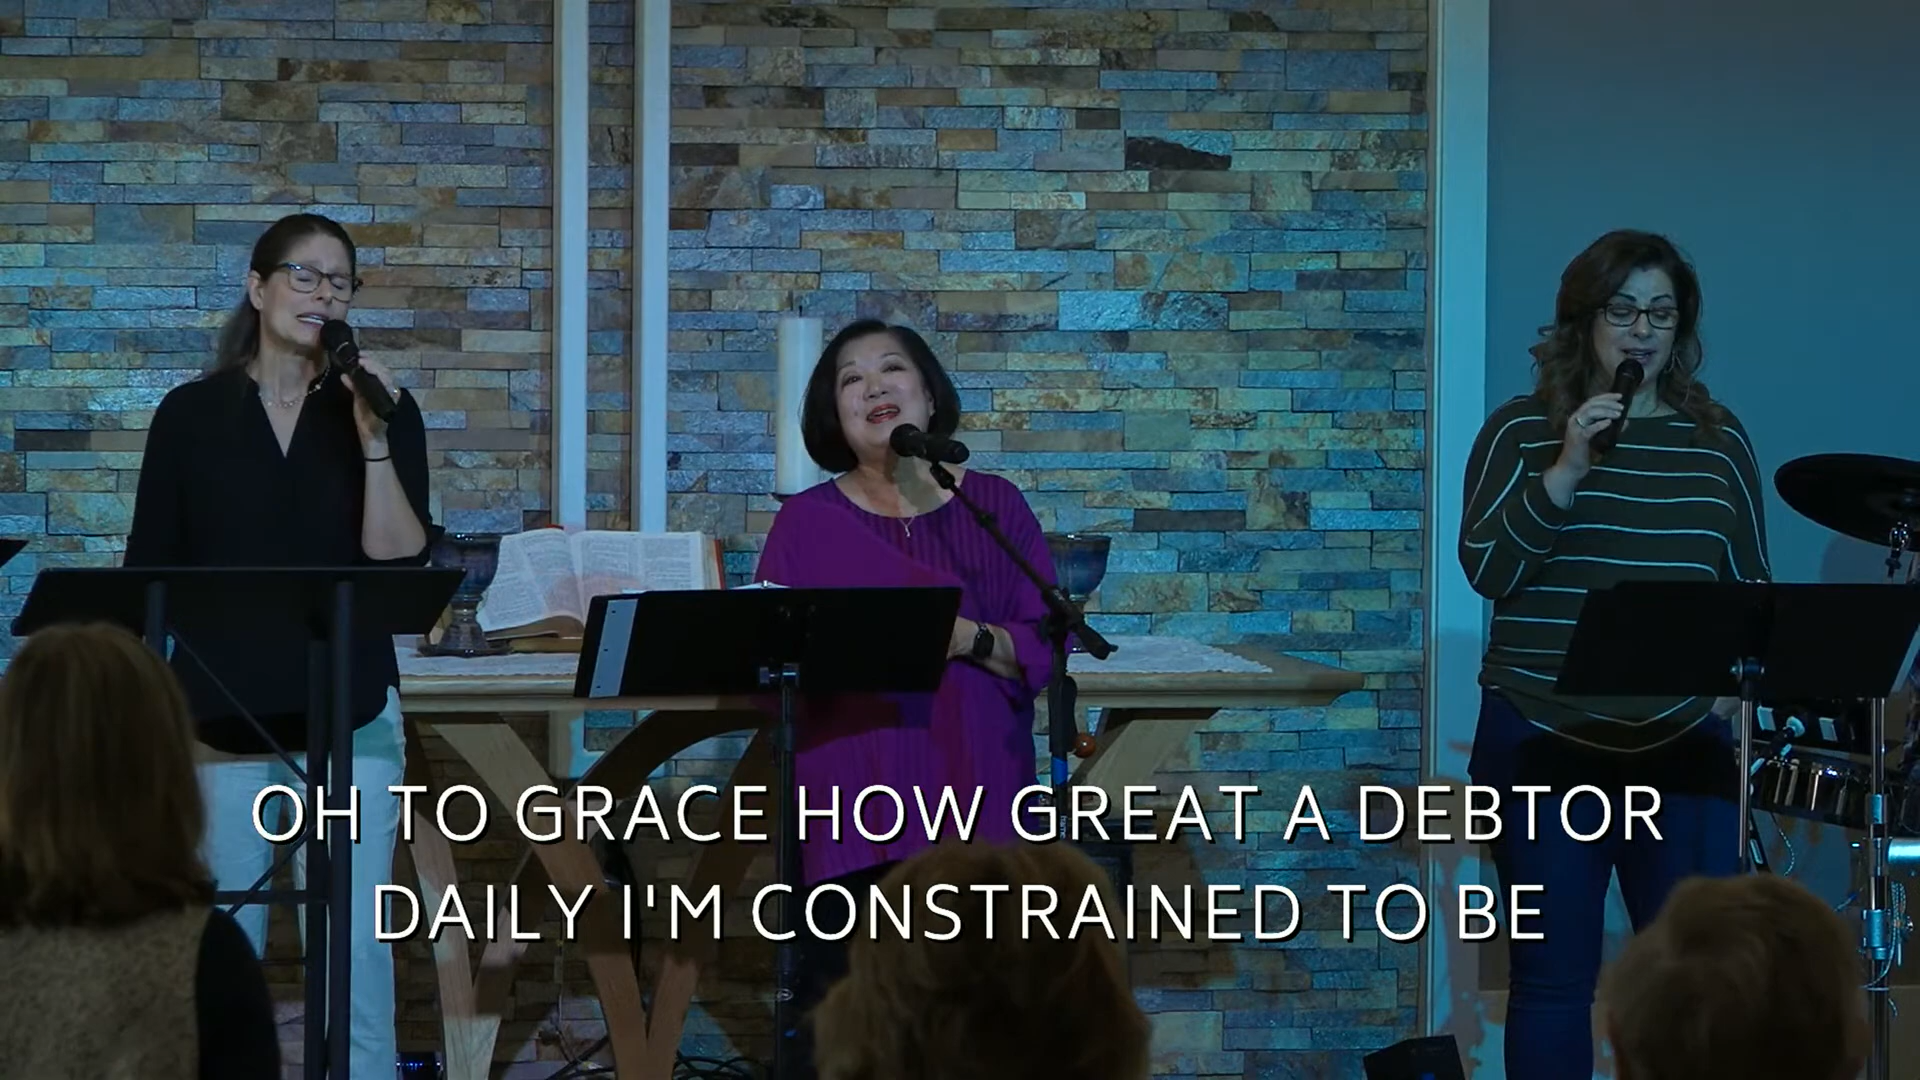 OH TO GRACE HOW GREAT A DEBTOR
DAILY I'M CONSTRAINED TO BE